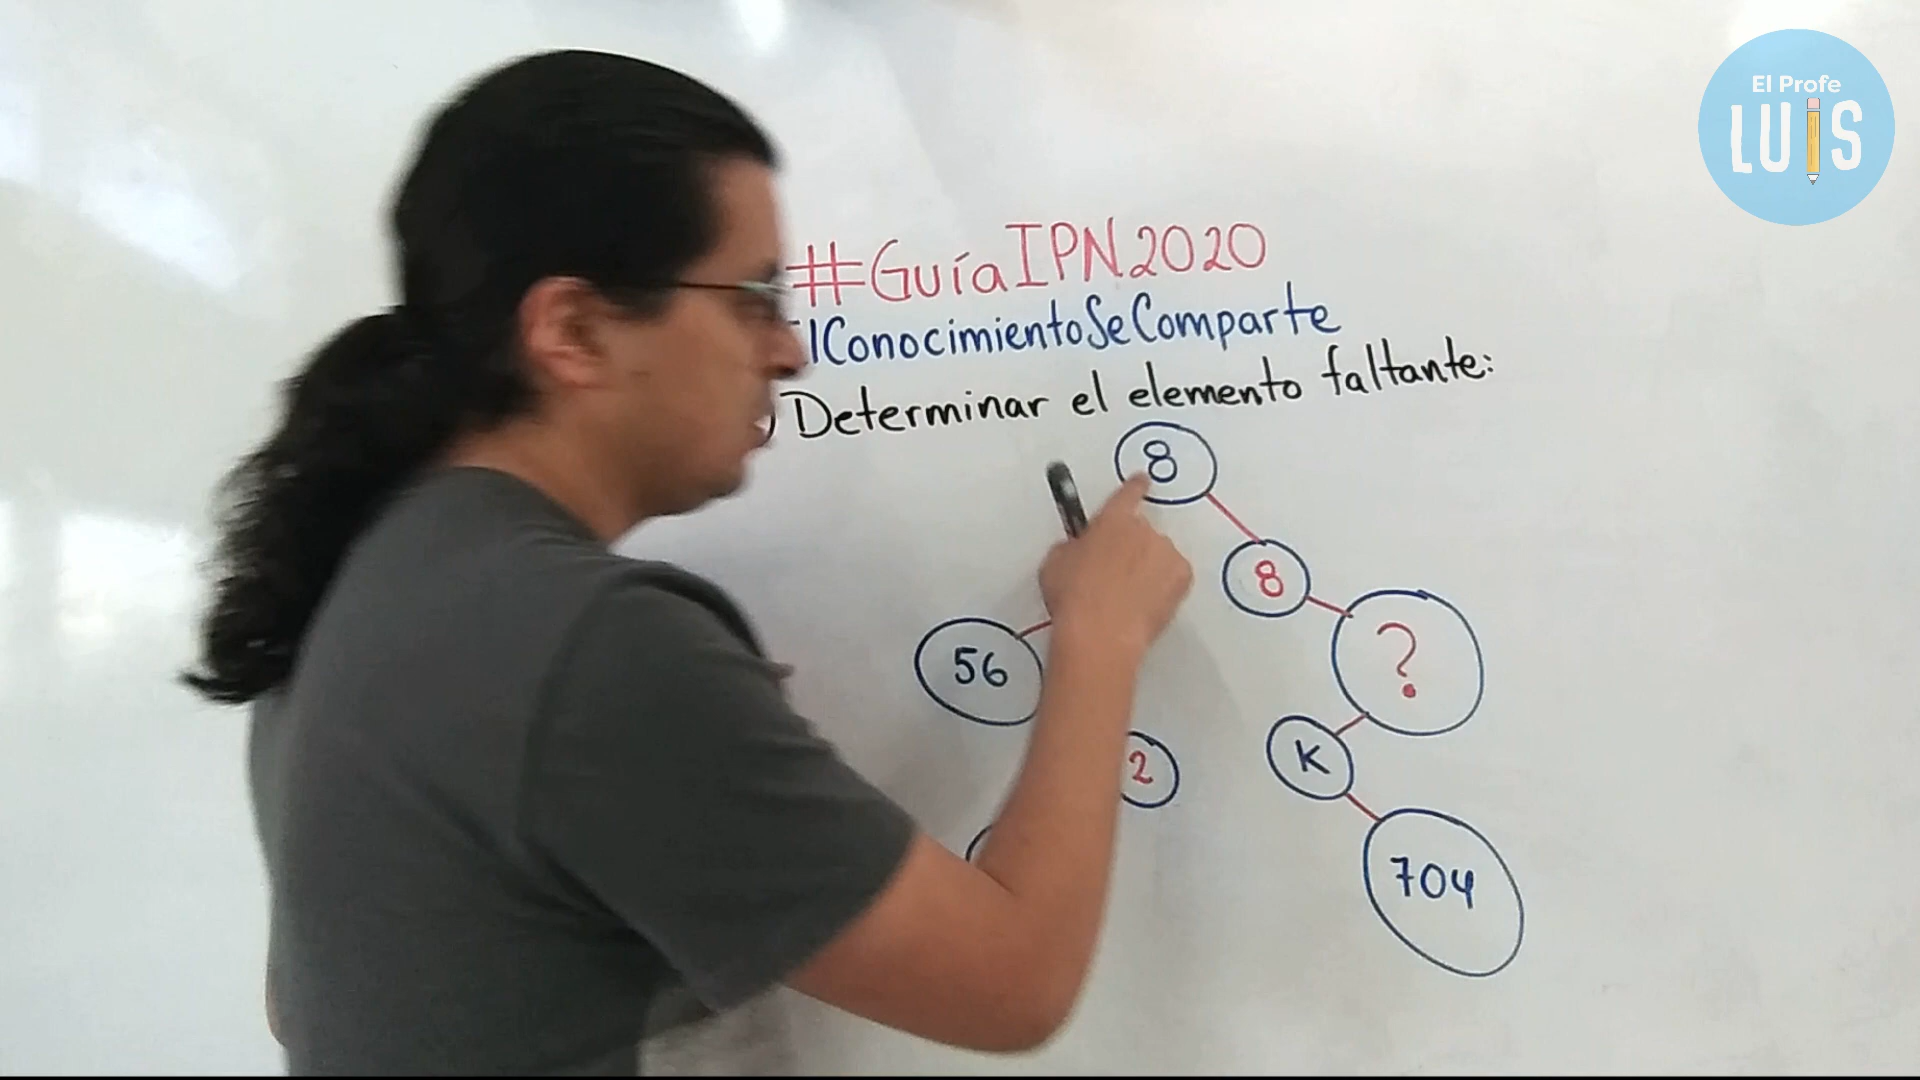 El Profe
LUIS
#GuíaIPN2020
lConocimientoSeComparte
) Determinar el elemento faltante:
8
8
56
?
2
K
704